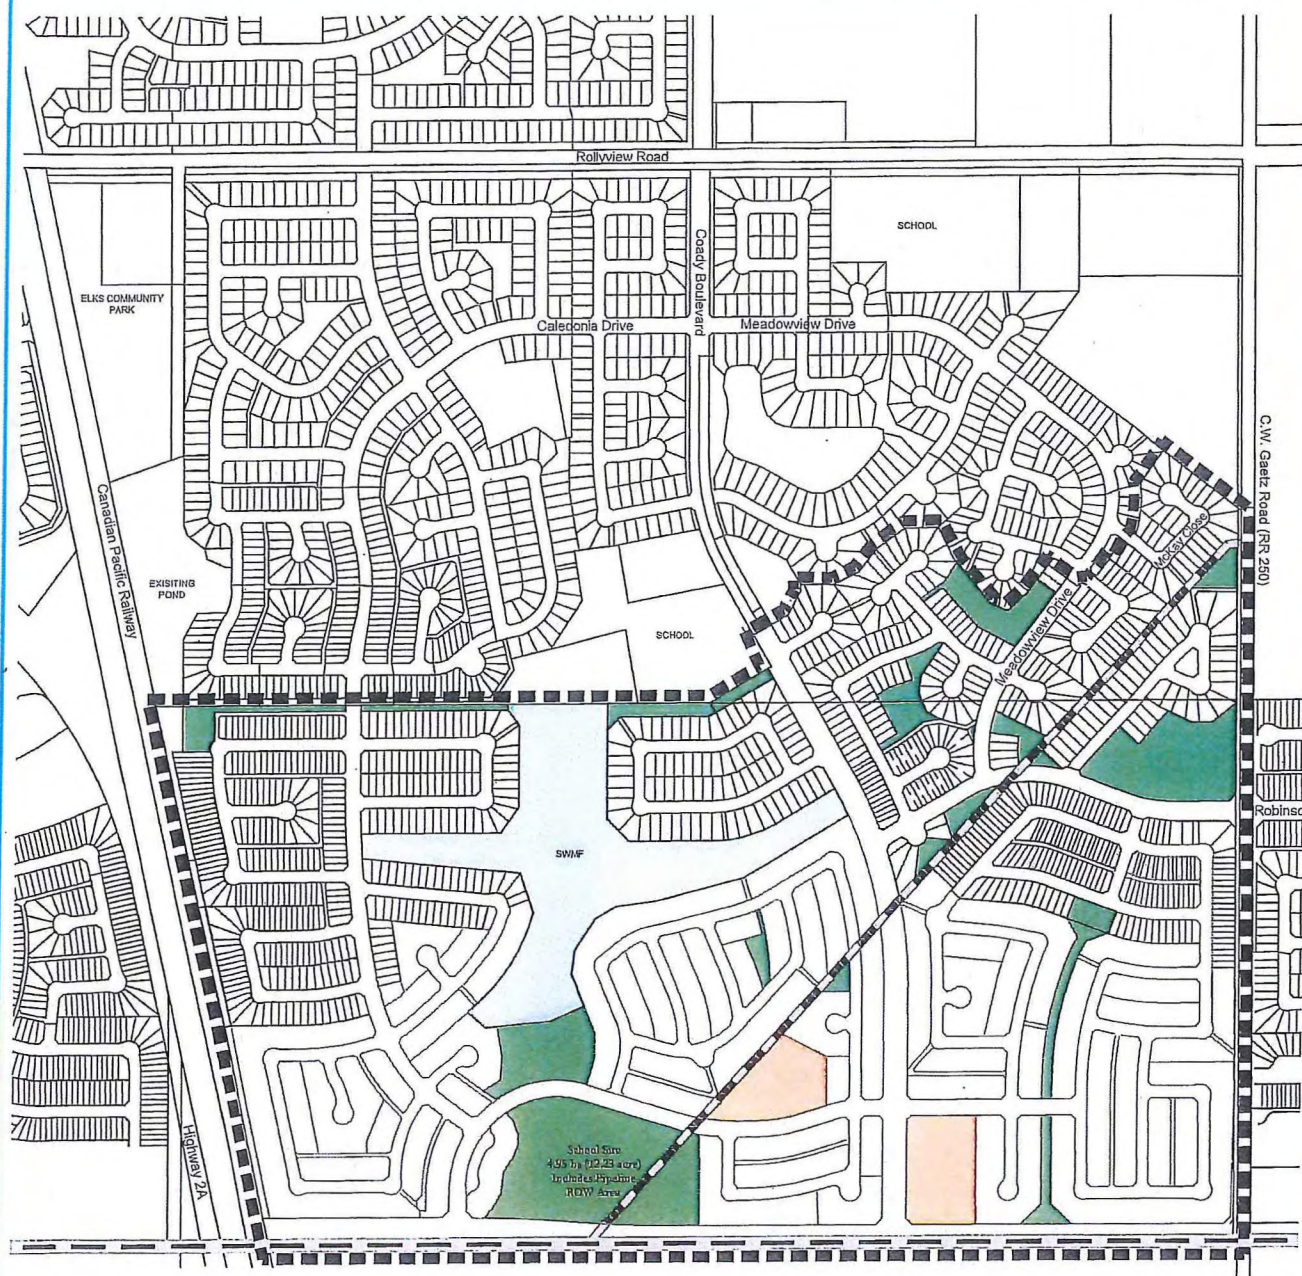 Rollyview Road
SCHOOL
Coady Boulevard
ELKS COMMUNITY
PARK
Caledonia Drive
Meadowview Drive
C.W. Gaetz Road (RR 250)
Canadian Pacific Railway
McKay Close
EXISITING
POND
SCHOOL
Meadowview Drive
Robinso
SWMF
School Site
4.95 ha (12.23 acre)
Includes Pipeline
ROW Area
Highway 2A